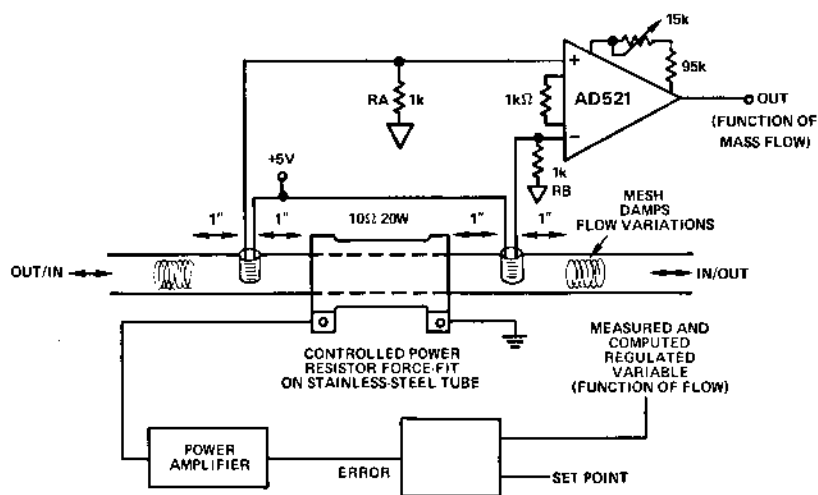 15k
+
95k
RA
1k
1kΩ
AD521
OUT
(FUNCTION OF
MASS FLOW)
−
+5V
1k
RB
1"
1"
10Ω 20W
1"
1"
MESH
DAMPS
FLOW VARIATIONS
OUT/IN
IN/OUT
CONTROLLED POWER
RESISTOR FORCE-FIT
ON STAINLESS-STEEL TUBE
MEASURED AND
COMPUTED
REGULATED
VARIABLE
(FUNCTION OF FLOW)
POWER
AMPLIFIER
ERROR
SET POINT